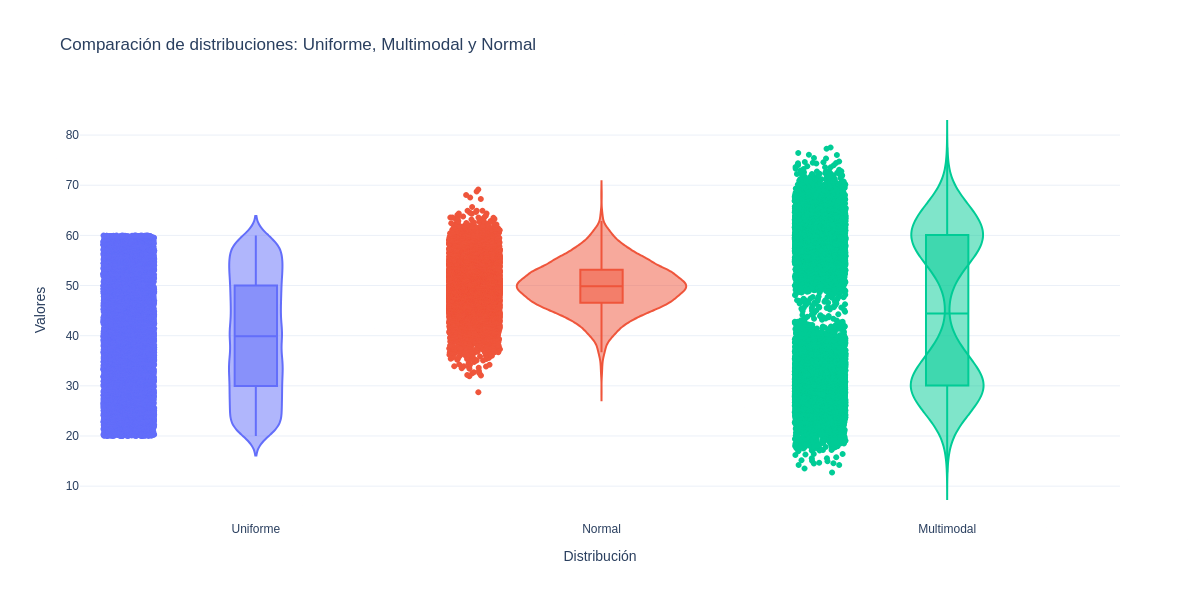 Comparación de distribuciones: Uniforme, Multimodal y Normal
80
70
60
50
40
30
20
10
Valores
Uniforme
Normal
Multimodal
Distribución